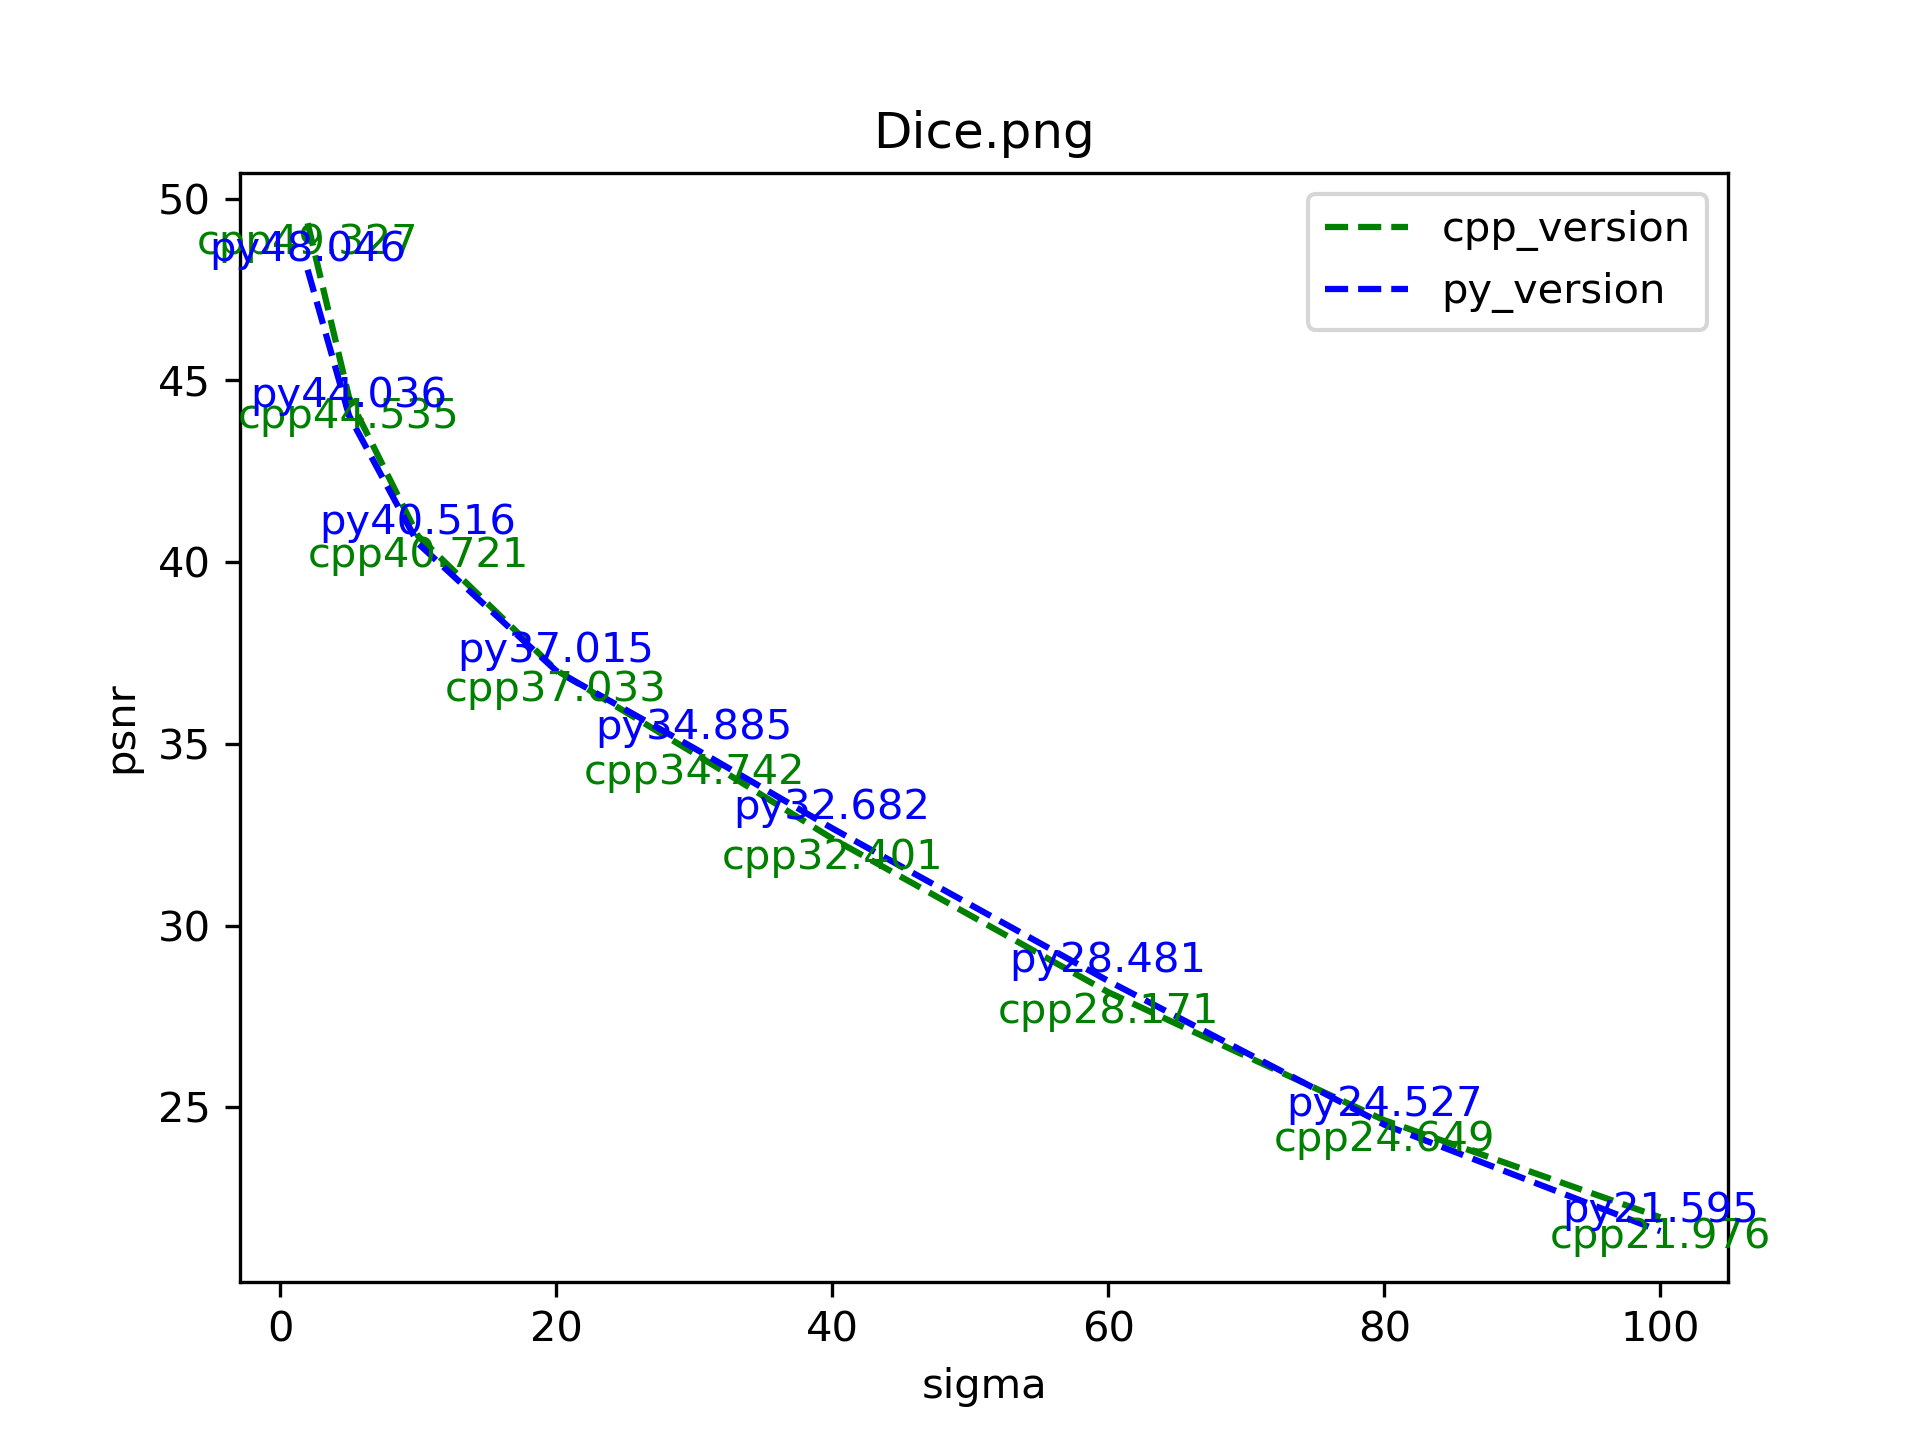 Dice.png
50
45
40
35
30
25
psnr
cpp_version
py_version
cpp49.327
py48.046
py44.036
cpp44.535
py40.516
cpp40.721
py37.015
cpp37.033
py34.885
cpp34.742
py32.682
cpp32.401
py28.481
cpp28.171
py24.527
cpp24.649
py21.595
cpp21.976
0 20 40 60 80 100
sigma